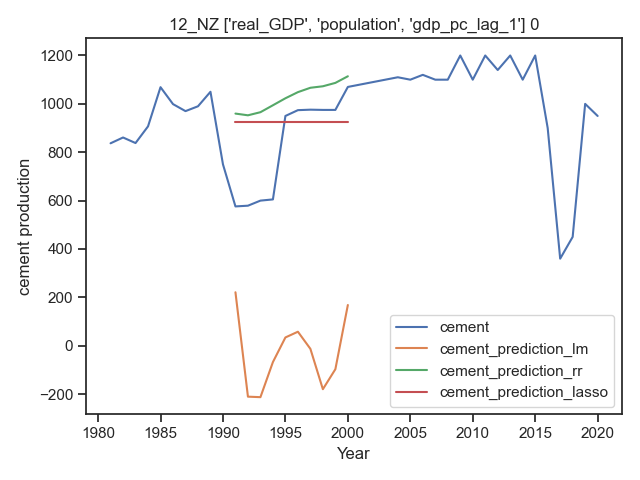 12_NZ ['real_GDP', 'population', 'gdp_pc_lag_1'] 0
1200
1000
800
600
400
200
0
−200
cement production
1980
1985
1990
1995
2000
2005
2010
2015
2020
Year
cement
cement_prediction_lm
cement_prediction_rr
cement_prediction_lasso